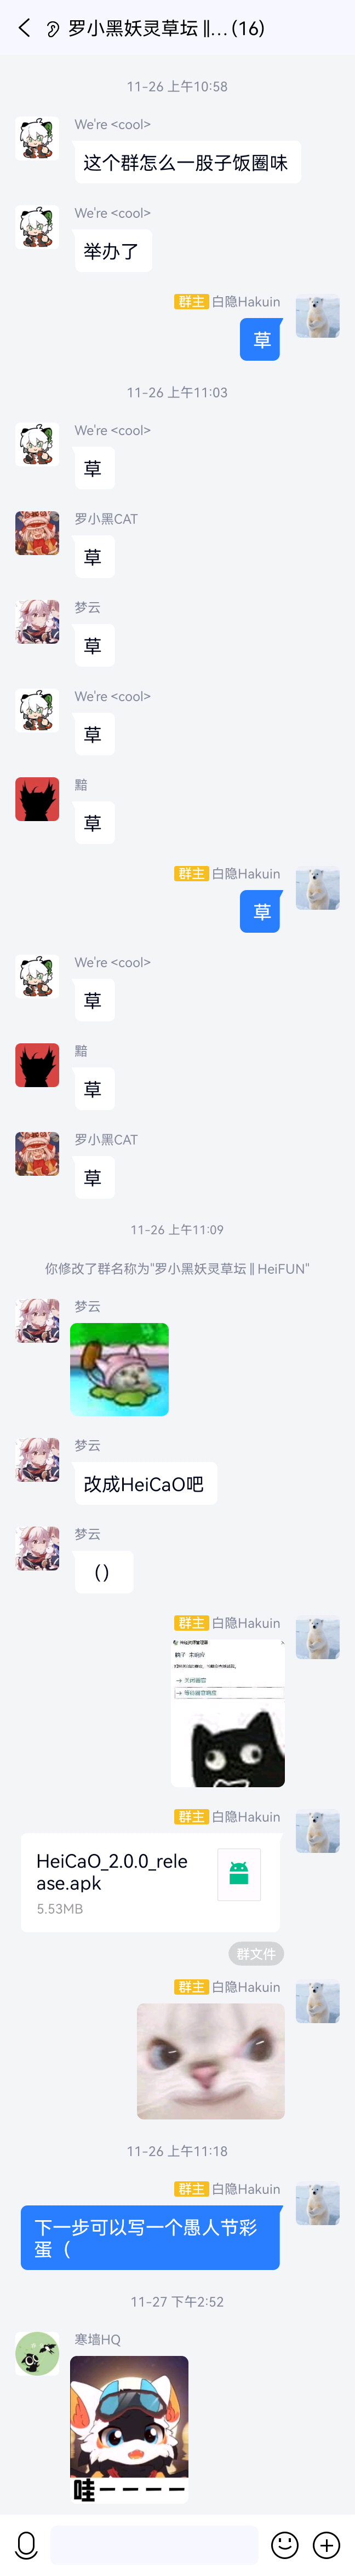 罗小黑妖灵草坛 ‖... (16)
11-26 上午10:58
We're <cool>
这个群怎么一股子饭圈味
We're <cool>
举办了
群主 白隐Hakuin
草
11-26 上午11:03
We're <cool>
草
罗小黑CAT
草
梦云
草
We're <cool>
草
黯
草
群主 白隐Hakuin
草
We're <cool>
草
黯
草
罗小黑CAT
草
11-26 上午11:09
你修改了群名称为"罗小黑妖灵草坛 ‖ HeiFUN"
梦云
梦云
改成HeiCaO吧
梦云
（）
群主 白隐Hakuin
群主 白隐Hakuin
HeiCaO_2.0.0_rele
ase.apk
5.53MB
群文件
群主 白隐Hakuin
11-26 上午11:18
群主 白隐Hakuin
下一步可以写一个愚人节彩
蛋（
11-27 下午2:52
寒墙HQ
哇————